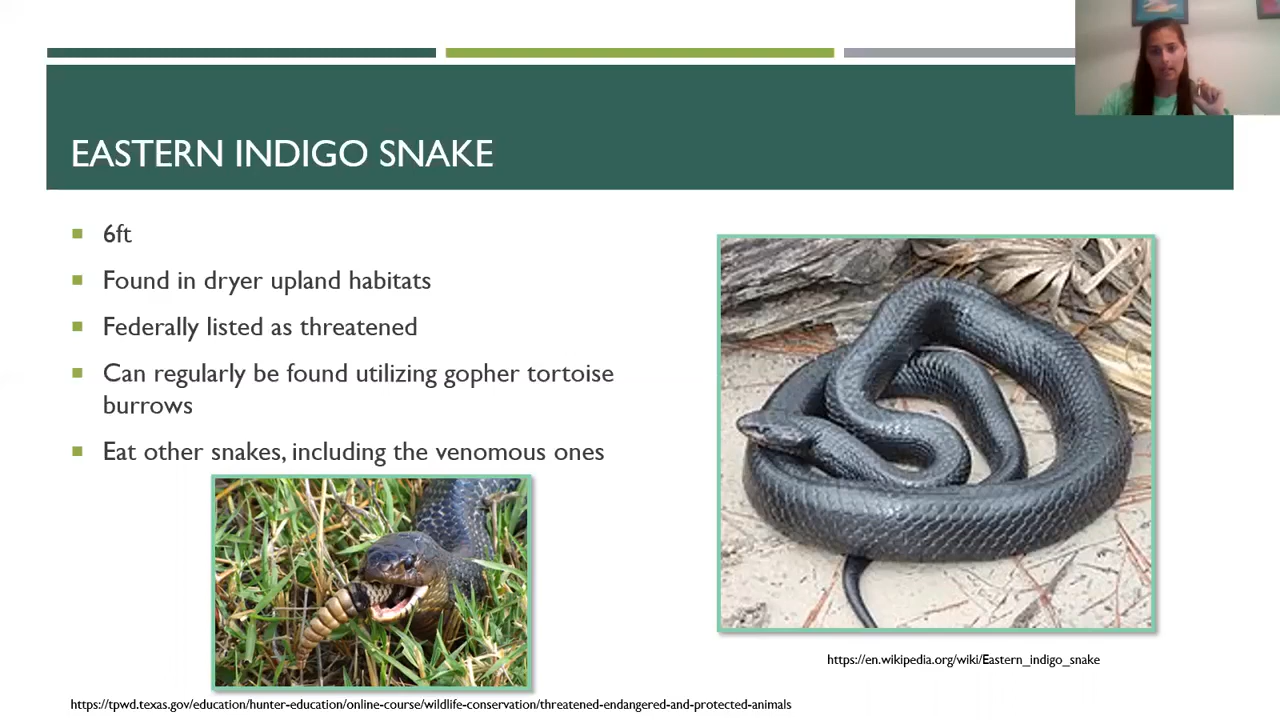 EASTERN INDIGO SNAKE
6ft
Found in dryer upland habitats
Federally listed as threatened
Can regularly be found utilizing gopher tortoise
burrows
Eat other snakes, including the venomous ones
https://en.wikipedia.org/wiki/Eastern_indigo_snake
https://tpwd.texas.gov/education/hunter-education/online-course/wildlife-conservation/threatened-endangered-and-protected-animals